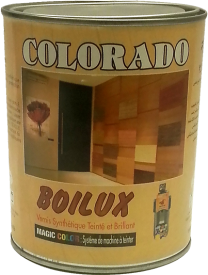 COLORADO
BOILUX
Vernis Synthétique Teinté et Brillant
MAGIC COLOR: Système de machine à teinter